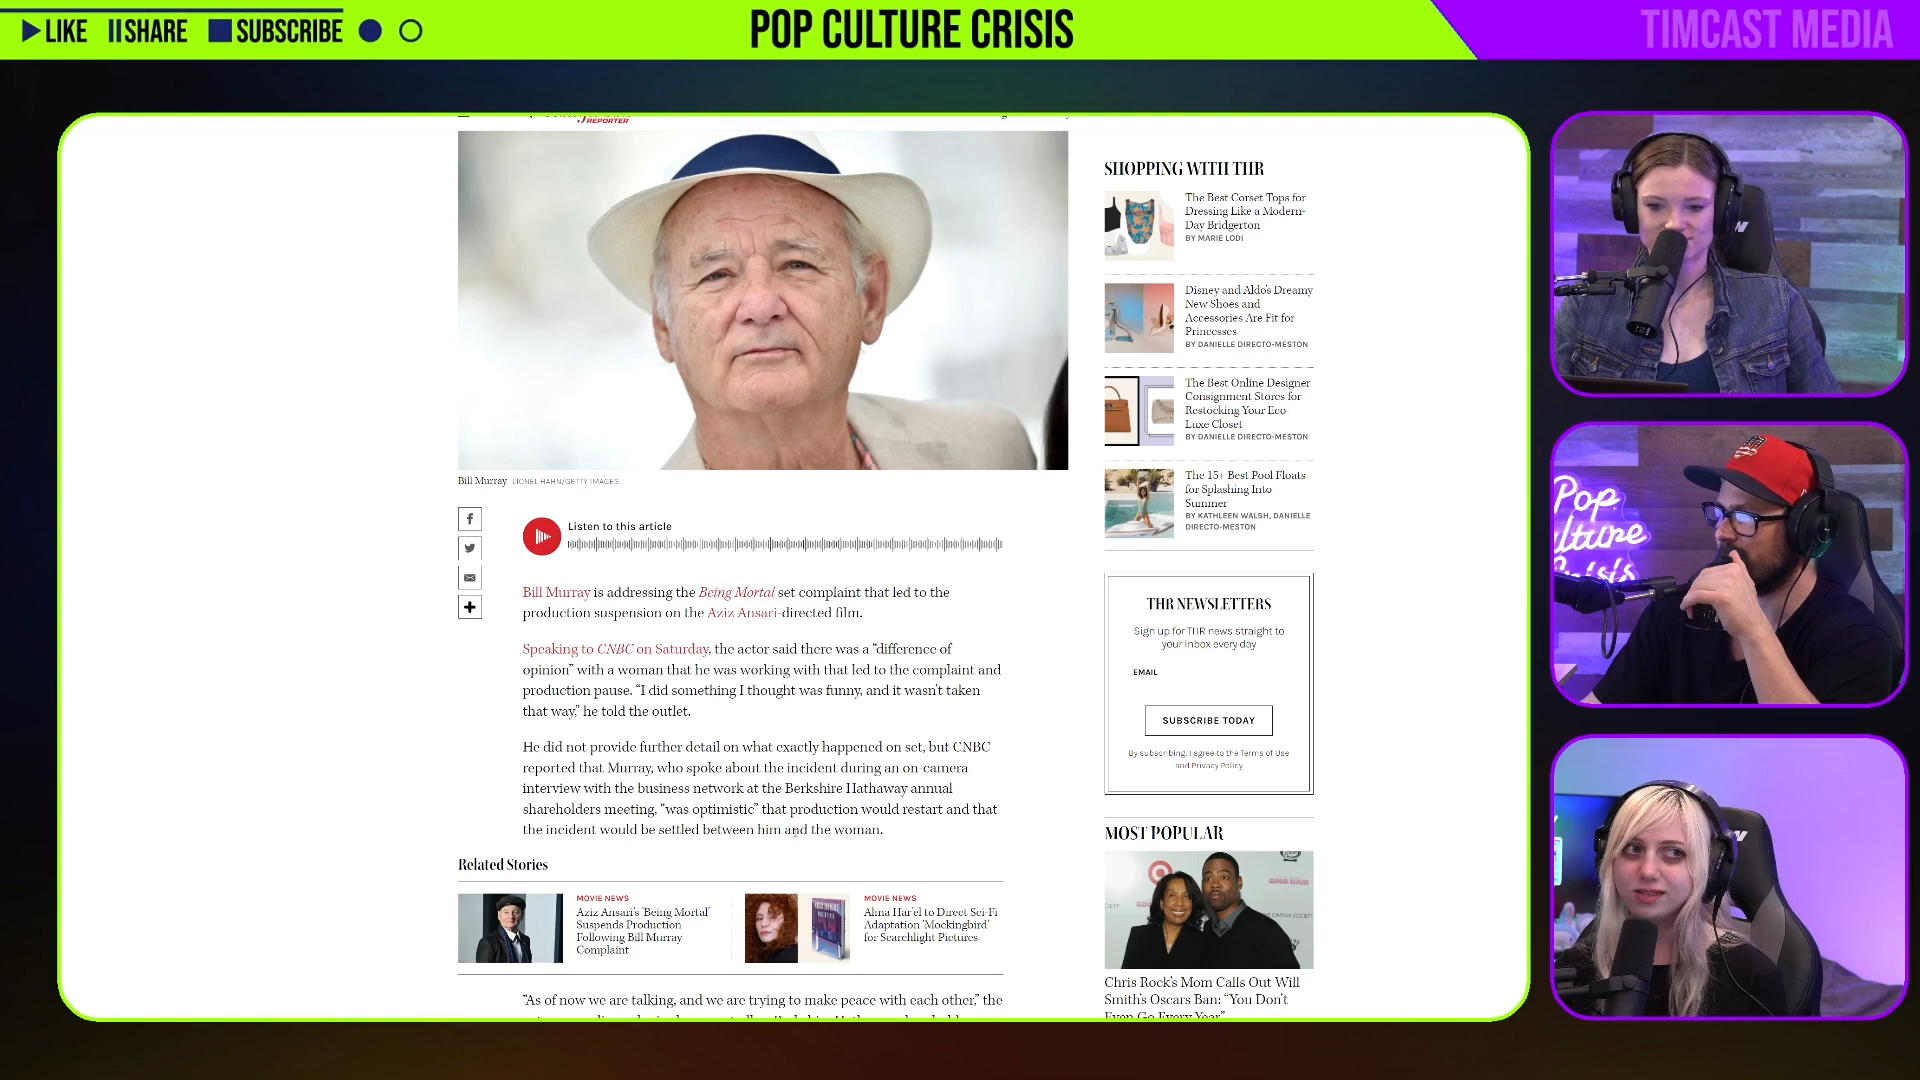 LIKE SHARE SUBSCRIBE
POP CULTURE CRISIS
TIMCAST MEDIA
REPORTER
Bill Murray LIONEL HAHN/GETTY IMAGES
Listen to this article
Bill Murray is addressing the Being Mortal set complaint that led to the
production suspension on the Aziz Ansari-directed film.
Speaking to CNBC on Saturday, the actor said there was a “difference of
opinion” with a woman that he was working with that led to the complaint and
production pause. “I did something I thought was funny, and it wasn’t taken
that way,” he told the outlet.
He did not provide further detail on what exactly happened on set, but CNBC
reported that Murray, who spoke about the incident during an on-camera
interview with the business network at the Berkshire Hathaway annual
shareholders meeting, “was optimistic” that production would restart and that
the incident would be settled between him and the woman.
Related Stories
MOVIE NEWS
Aziz Ansari’s ‘Being Mortal’
Suspends Production
Following Bill Murray
Complaint
MOVIE NEWS
Alma Har’el to Direct Sci-Fi
Adaptation ‘Mockingbird’
for Searchlight Pictures
“As of now we are talking, and we are trying to make peace with each other,” the
SHOPPING WITH THR
The Best Corset Tops for
Dressing Like a Modern-
Day Bridgerton
BY MARIE LODI
Disney and Aldo’s Dreamy
New Shoes and
Accessories Are Fit for
Princesses
BY DANIELLE DIRECTO-MESTON
The Best Online Designer
Consignment Stores for
Restocking Your Eco-
Luxe Closet
BY DANIELLE DIRECTO-MESTON
The 15+ Best Pool Floats
for Splashing Into
Summer
BY KATHLEEN WALSH, DANIELLE
DIRECTO-MESTON
THR NEWSLETTERS
Sign up for THR news straight to
your inbox every day
EMAIL
SUBSCRIBE TODAY
By subscribing, I agree to the Terms of Use
and Privacy Policy
MOST POPULAR
GOOD HAIR
Chris Rock’s Mom Calls Out Will
Smith’s Oscars Ban: “You Don’t
Even Go Every Year”
Pop
Culture
Crisis